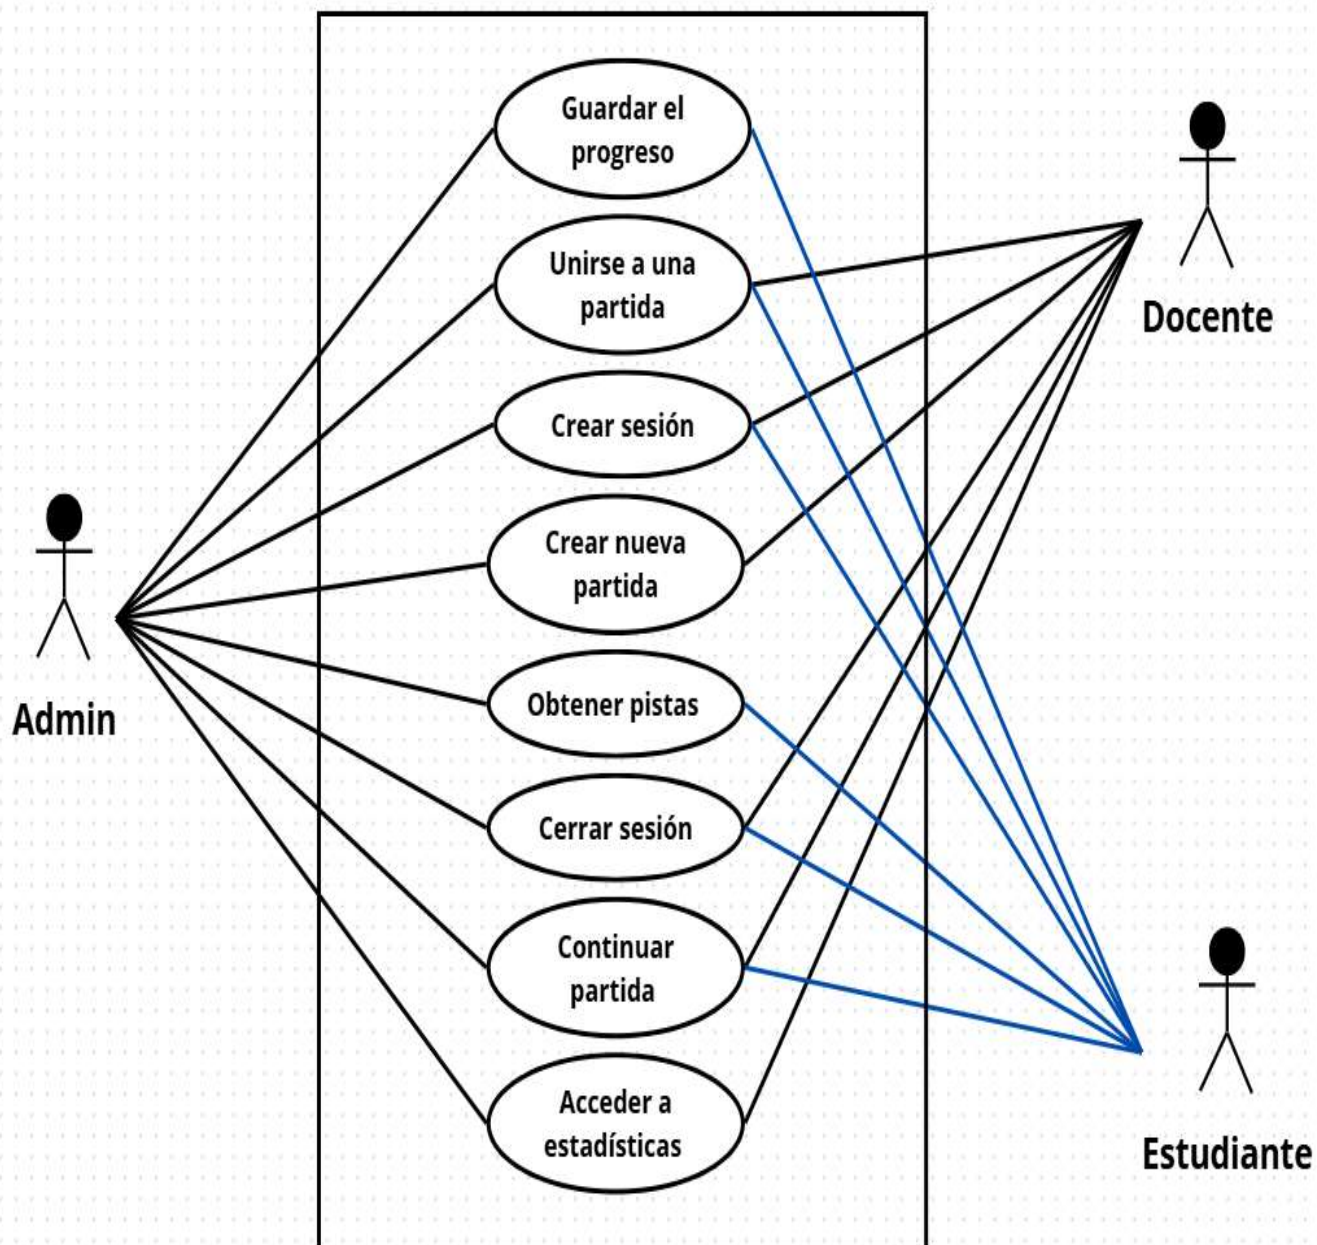 Guardar el
progreso
Unirse a una
partida
Docente
Crear sesión
Crear nueva
partida
Obtener pistas
Admin
Cerrar sesión
Continuar
partida
Acceder a
estadísticas
Estudiante